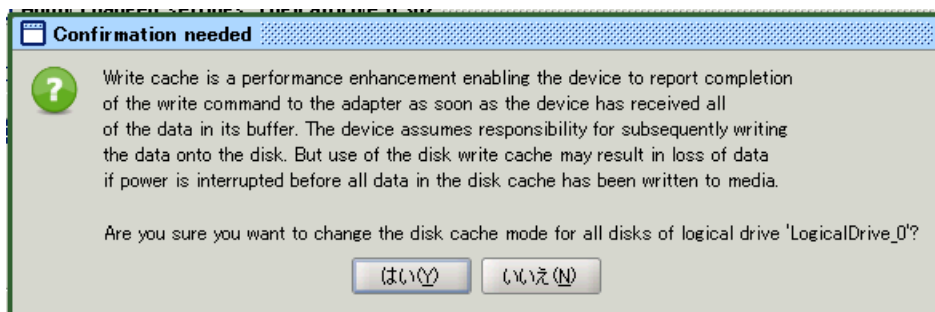 Confirmation needed
Write cache is a performance enhancement enabling the device to report completion
of the write command to the adapter as soon as the device has received all
of the data in its buffer. The device assumes responsibility for subsequently writing
the data onto the disk. But use of the disk write cache may result in loss of data
if power is interrupted before all data in the disk cache has been written to media.
Are you sure you want to change the disk cache mode for all disks of logical drive 'LogicalDrive_0'?
はい(Y) いいえ(N)